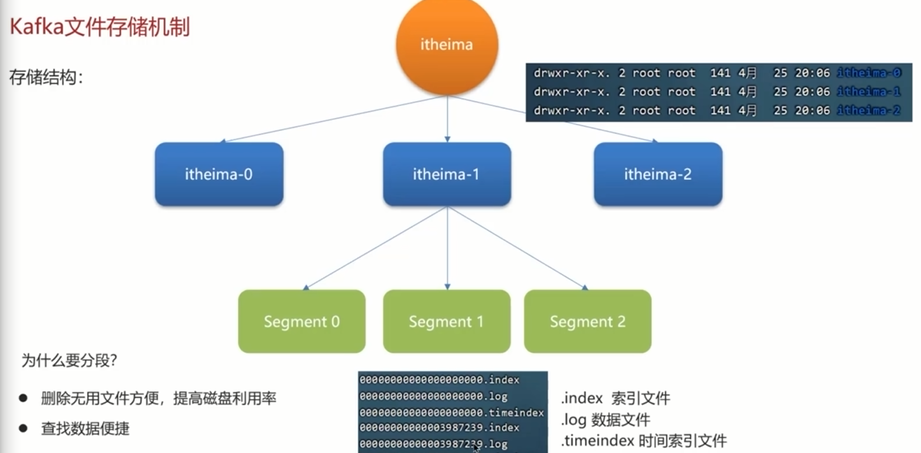 Kafka文件存储机制
存储结构：
itheima
drwxr-xr-x. 2 root root 141 4月 25 20:06 itheima-0
drwxr-xr-x. 2 root root 141 4月 25 20:06 itheima-1
drwxr-xr-x. 2 root root 141 4月 25 20:06 itheima-2
itheima-0
itheima-1
itheima-2
Segment 0
Segment 1
Segment 2
为什么要分段？
● 删除无用文件方便，提高磁盘利用率
● 查找数据便捷
00000000000000000000.index
00000000000000000000.log
00000000000000000000.timeindex
00000000000003987239.index
00000000000003987239.log
.index 索引文件
.log 数据文件
.timeindex 时间索引文件